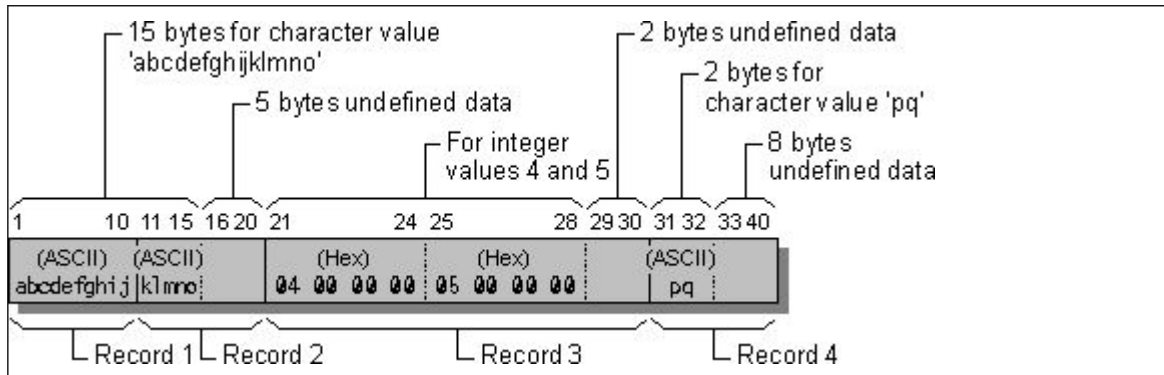 15 bytes for character value
'abcdefghijklmno'
2 bytes undefined data
2 bytes for
character value 'pq'
5 bytes undefined data
For integer
values 4 and 5
8 bytes
undefined data
1 10 11 15 16 20 21 24 25 28 29 30 31 32 33 40
(ASCII) (ASCII) (Hex) (Hex) (ASCII)
abcdefghij klmno 04 00 00 00 05 00 00 00 pq
Record 1 Record 2 Record 3 Record 4